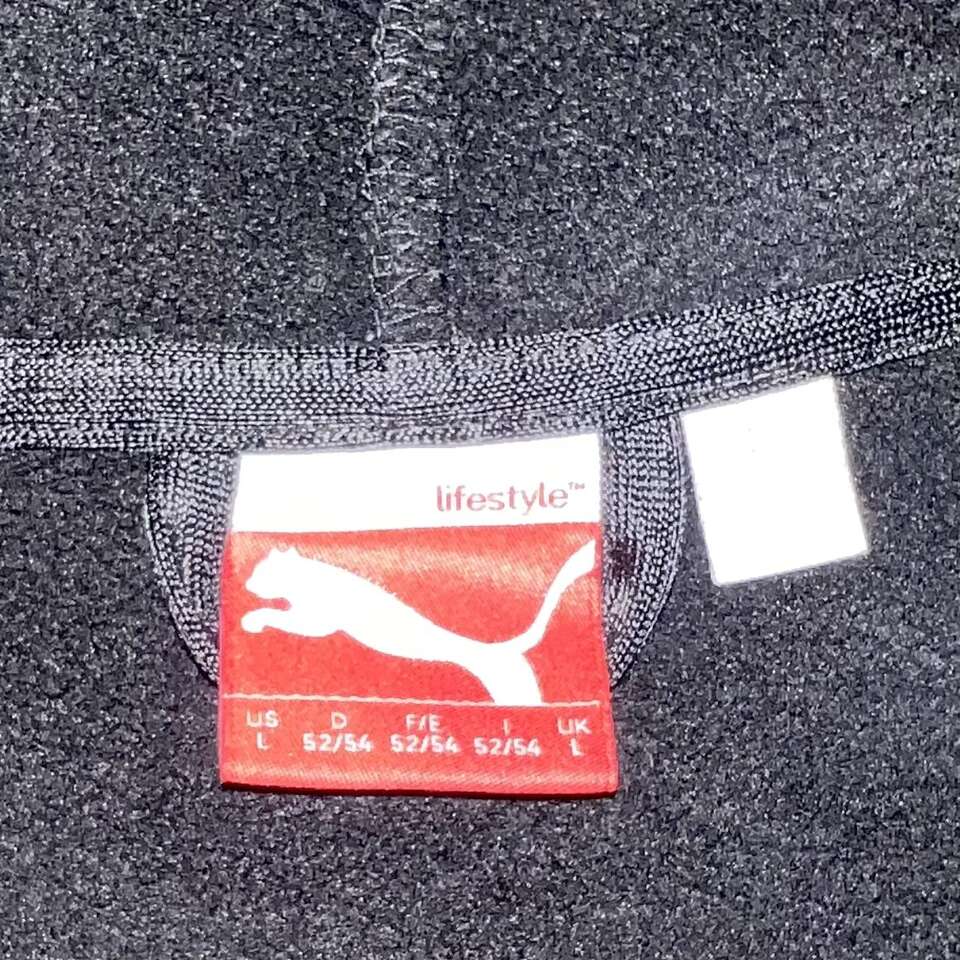 lifestyle™
US D F/E I UK
L 52/54 52/54 52/54 L